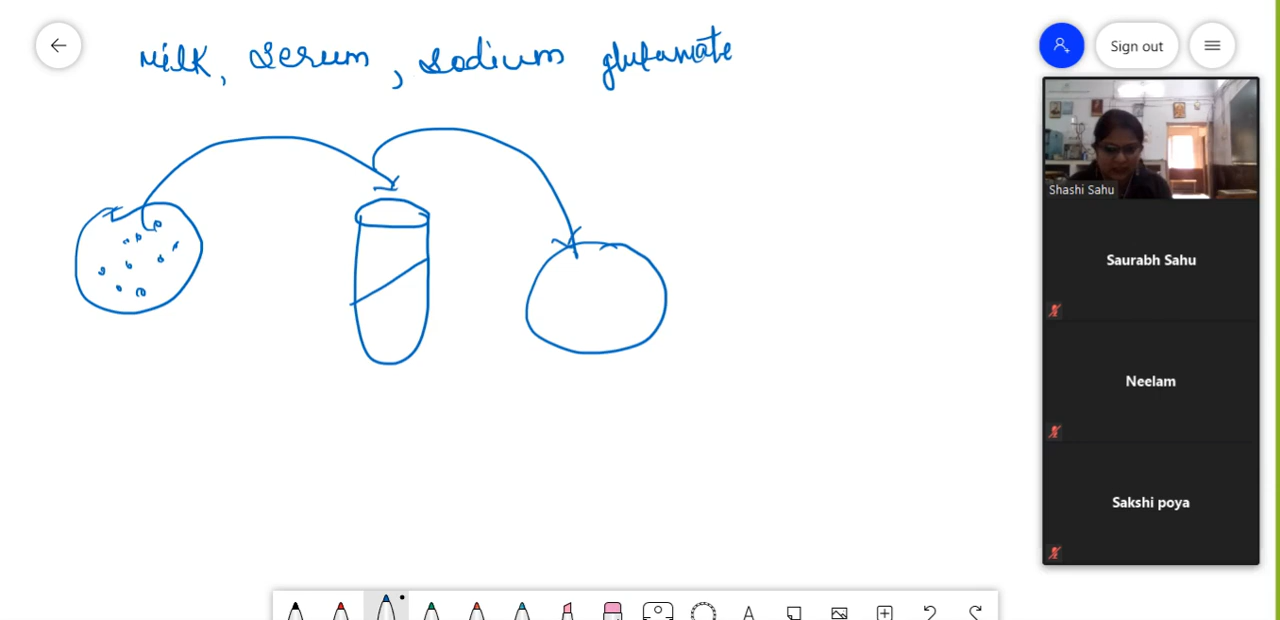 milk, serum, sodium glutamate
Sign out
Shashi Sahu
Saurabh Sahu
Neelam
Sakshi poya
A